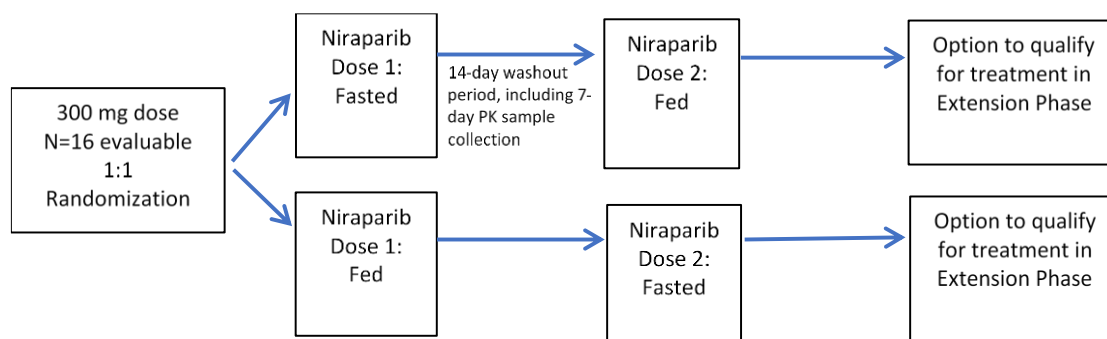 300 mg dose
N=16 evaluable
1:1
Randomization
Niraparib
Dose 1:
Fasted
14-day washout
period, including 7-
day PK sample
collection
Niraparib
Dose 2:
Fed
Option to qualify
for treatment in
Extension Phase
Niraparib
Dose 1:
Fed
Niraparib
Dose 2:
Fasted
Option to qualify
for treatment in
Extension Phase